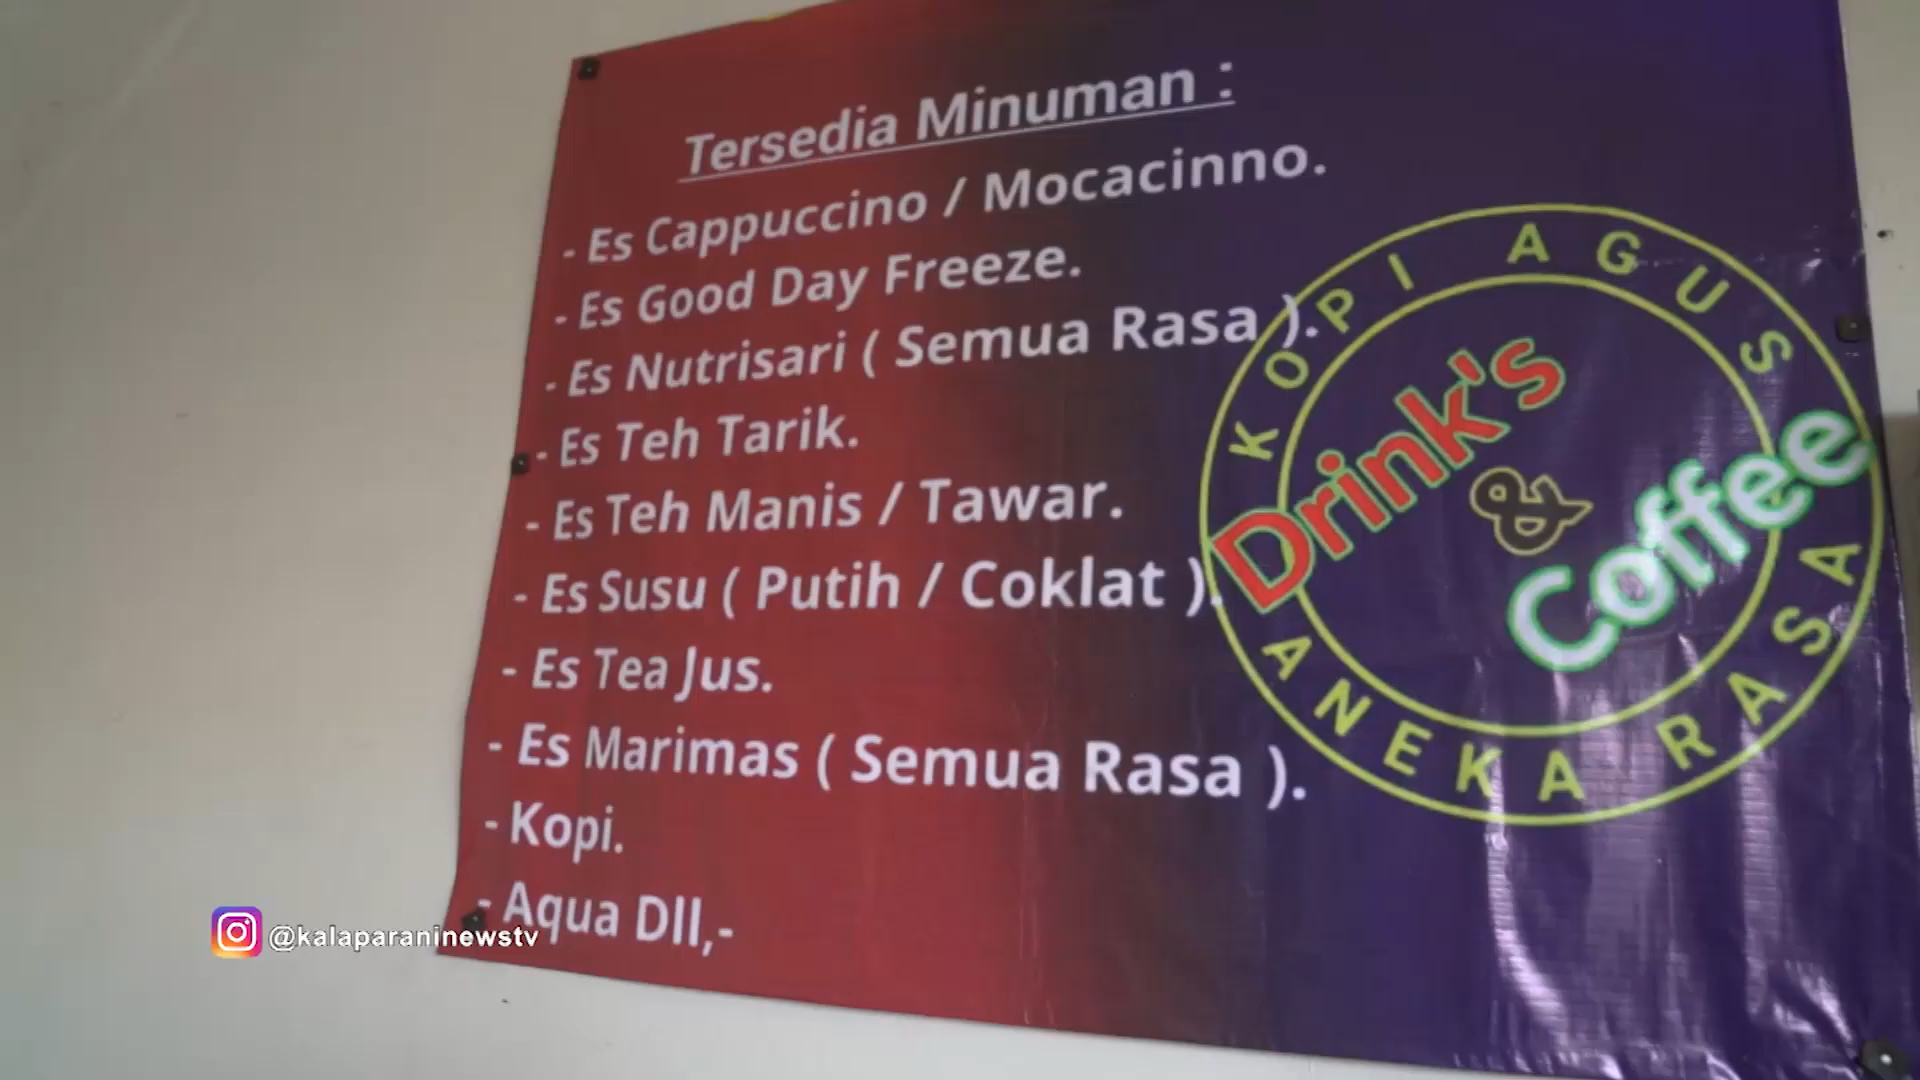 Tersedia Minuman :
- Es Cappuccino / Mocacinno.
- Es Good Day Freeze.
- Es Nutrisari ( Semua Rasa ).
- Es Teh Tarik.
- Es Teh Manis / Tawar.
- Es Susu ( Putih / Coklat ).
- Es Tea Jus.
- Es Marimas ( Semua Rasa ).
- Kopi.
- Aqua Dll,-
KOPI AGUS
Drink's
&
Coffee
ANEKA RASA
@kalaparaninewstv